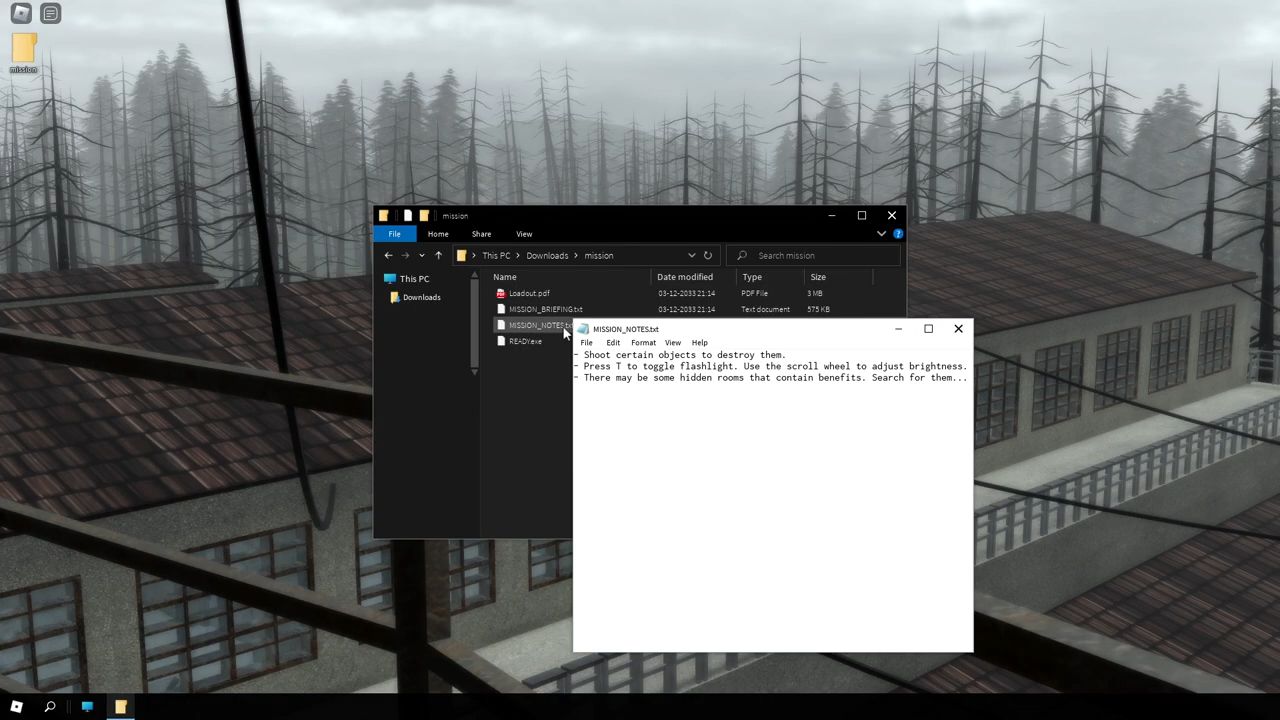 mission
mission
File Home Share View
This PC Downloads mission
Search mission
This PC
Downloads
Name Date modified Type Size
Loadout.pdf 03-12-2033 21:14 PDF File 3 MB
MISSION_BRIEFING.txt 03-12-2033 21:14 Text document 575 KB
MISSION_NOTES.txt
READY.exe
MISSION_NOTES.txt
File Edit Format View Help
- Shoot certain objects to destroy them.
- Press T to toggle flashlight. Use the scroll wheel to adjust brightness.
- There may be some hidden rooms that contain benefits. Search for them...